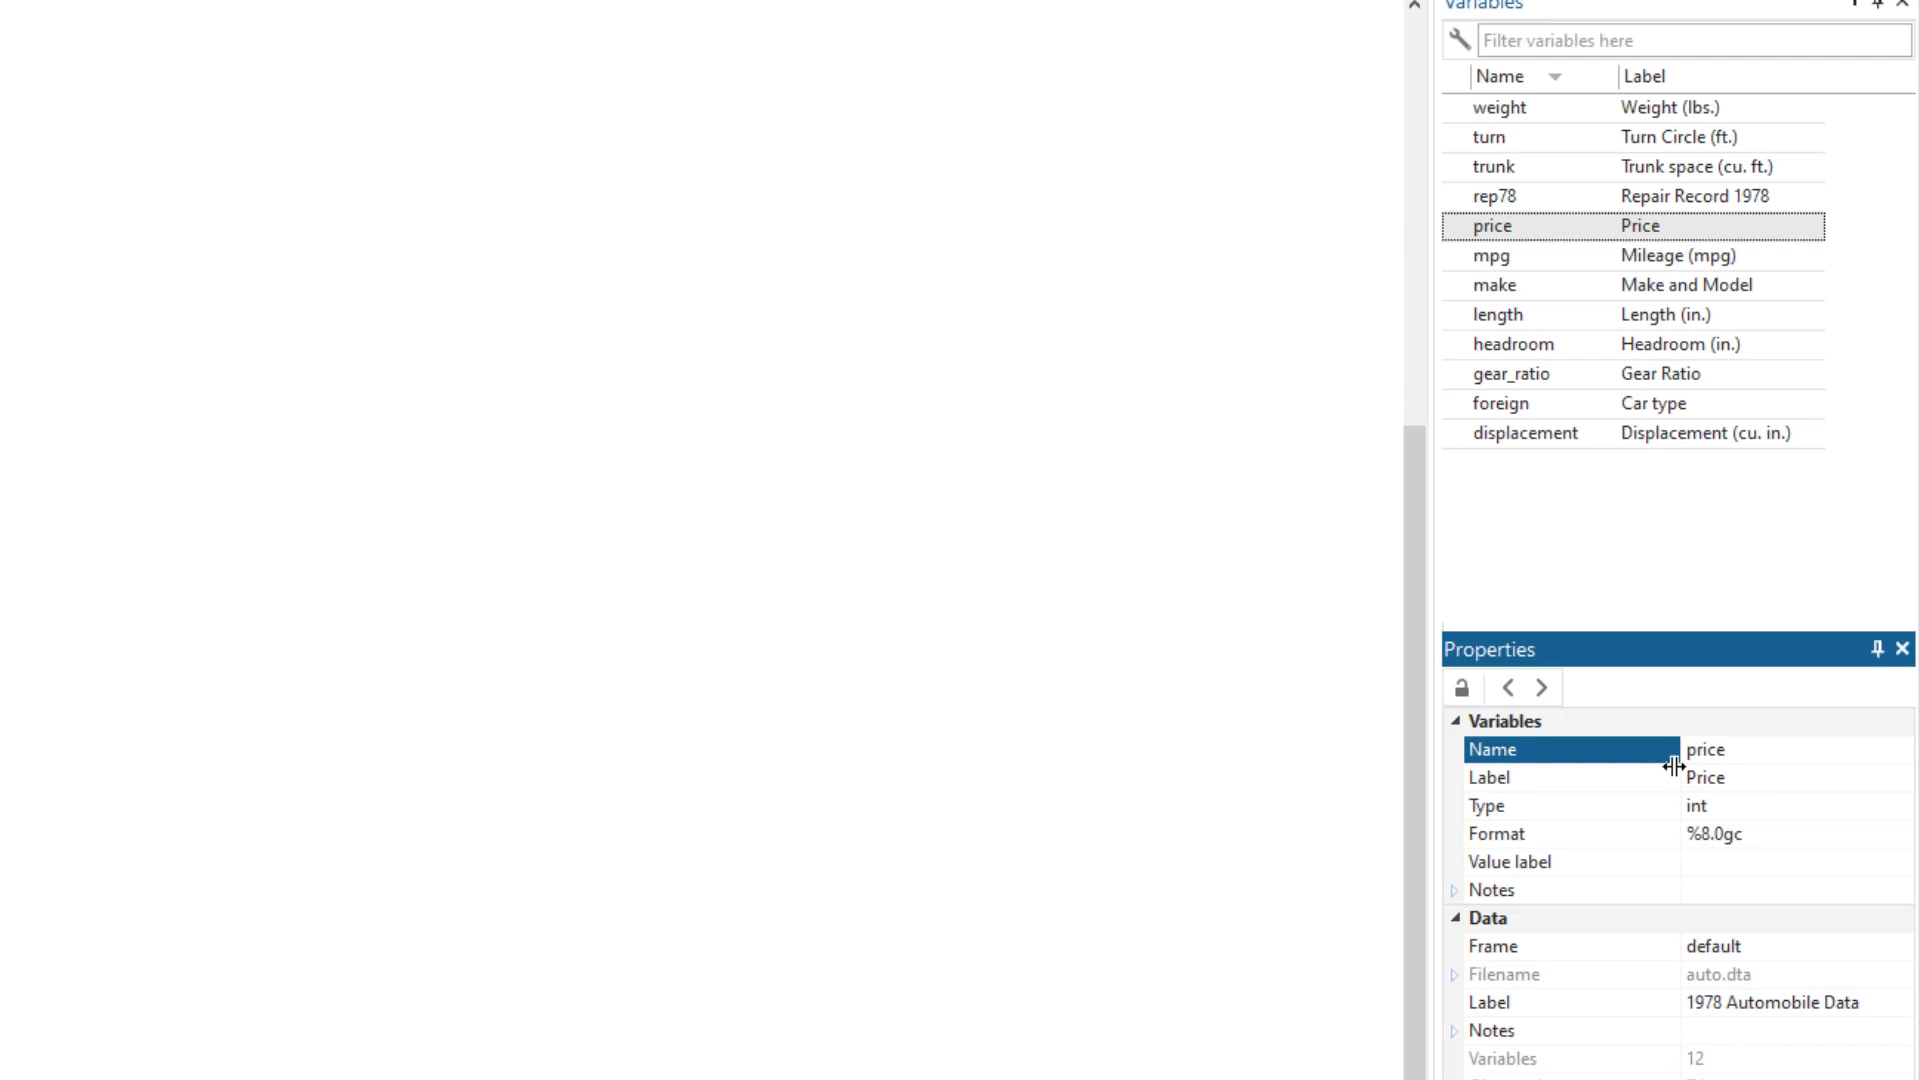 Variables
Filter variables here
Name Label
weight Weight (lbs.)
turn Turn Circle (ft.)
trunk Trunk space (cu. ft.)
rep78 Repair Record 1978
price Price
mpg Mileage (mpg)
make Make and Model
length Length (in.)
headroom Headroom (in.)
gear_ratio Gear Ratio
foreign Car type
displacement Displacement (cu. in.)
Properties
Variables
Name price
Label Price
Type int
Format %8.0gc
Value label
Notes
Data
Frame default
Filename auto.dta
Label 1978 Automobile Data
Notes
Variables 12